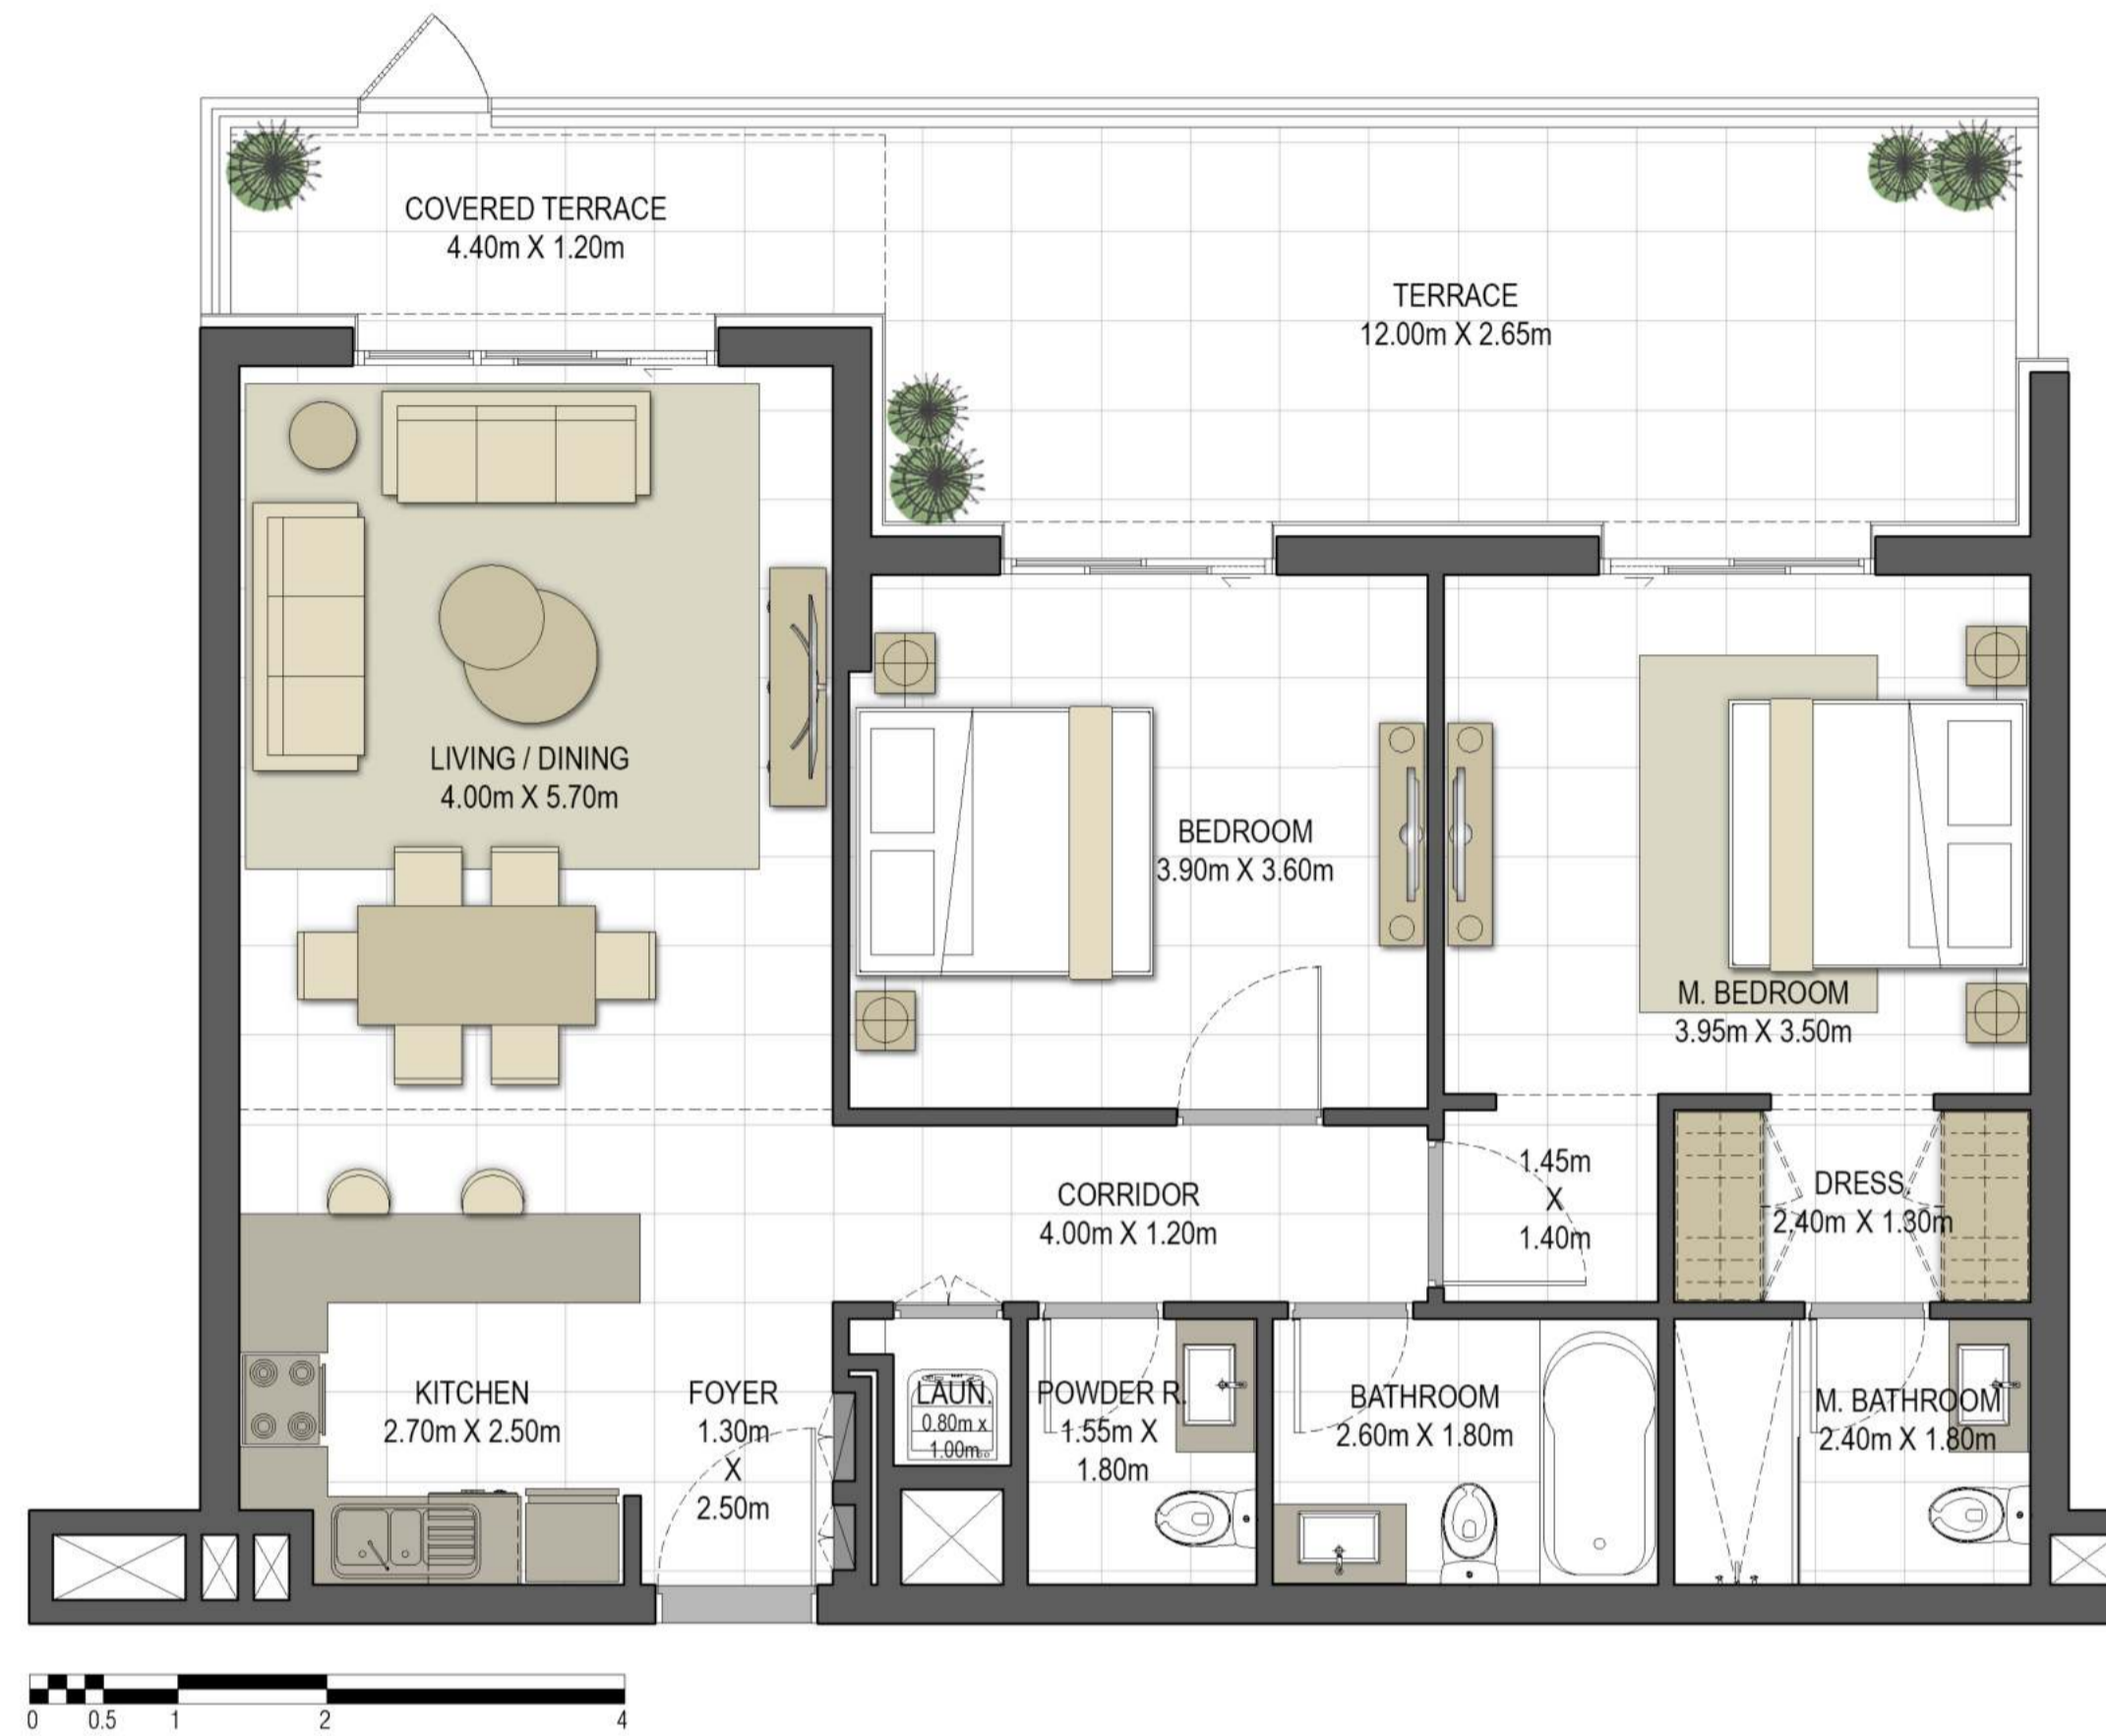 COVERED TERRACE
4.40m X 1.20m
TERRACE
12.00m X 2.65m
LIVING / DINING
4.00m X 5.70m
BEDROOM
3.90m X 3.60m
M. BEDROOM
3.95m X 3.50m
CORRIDOR
4.00m X 1.20m
1.45m
X
1.40m
DRESS.
2.40m X 1.30m
KITCHEN
2.70m X 2.50m
FOYER
1.30m
X
2.50m
LAUN.
0.80m x
1.00m
POWDER R.
1.55m X
1.80m
BATHROOM
2.60m X 1.80m
M. BATHROOM
2.40m X 1.80m
0 0.5 1 2 4